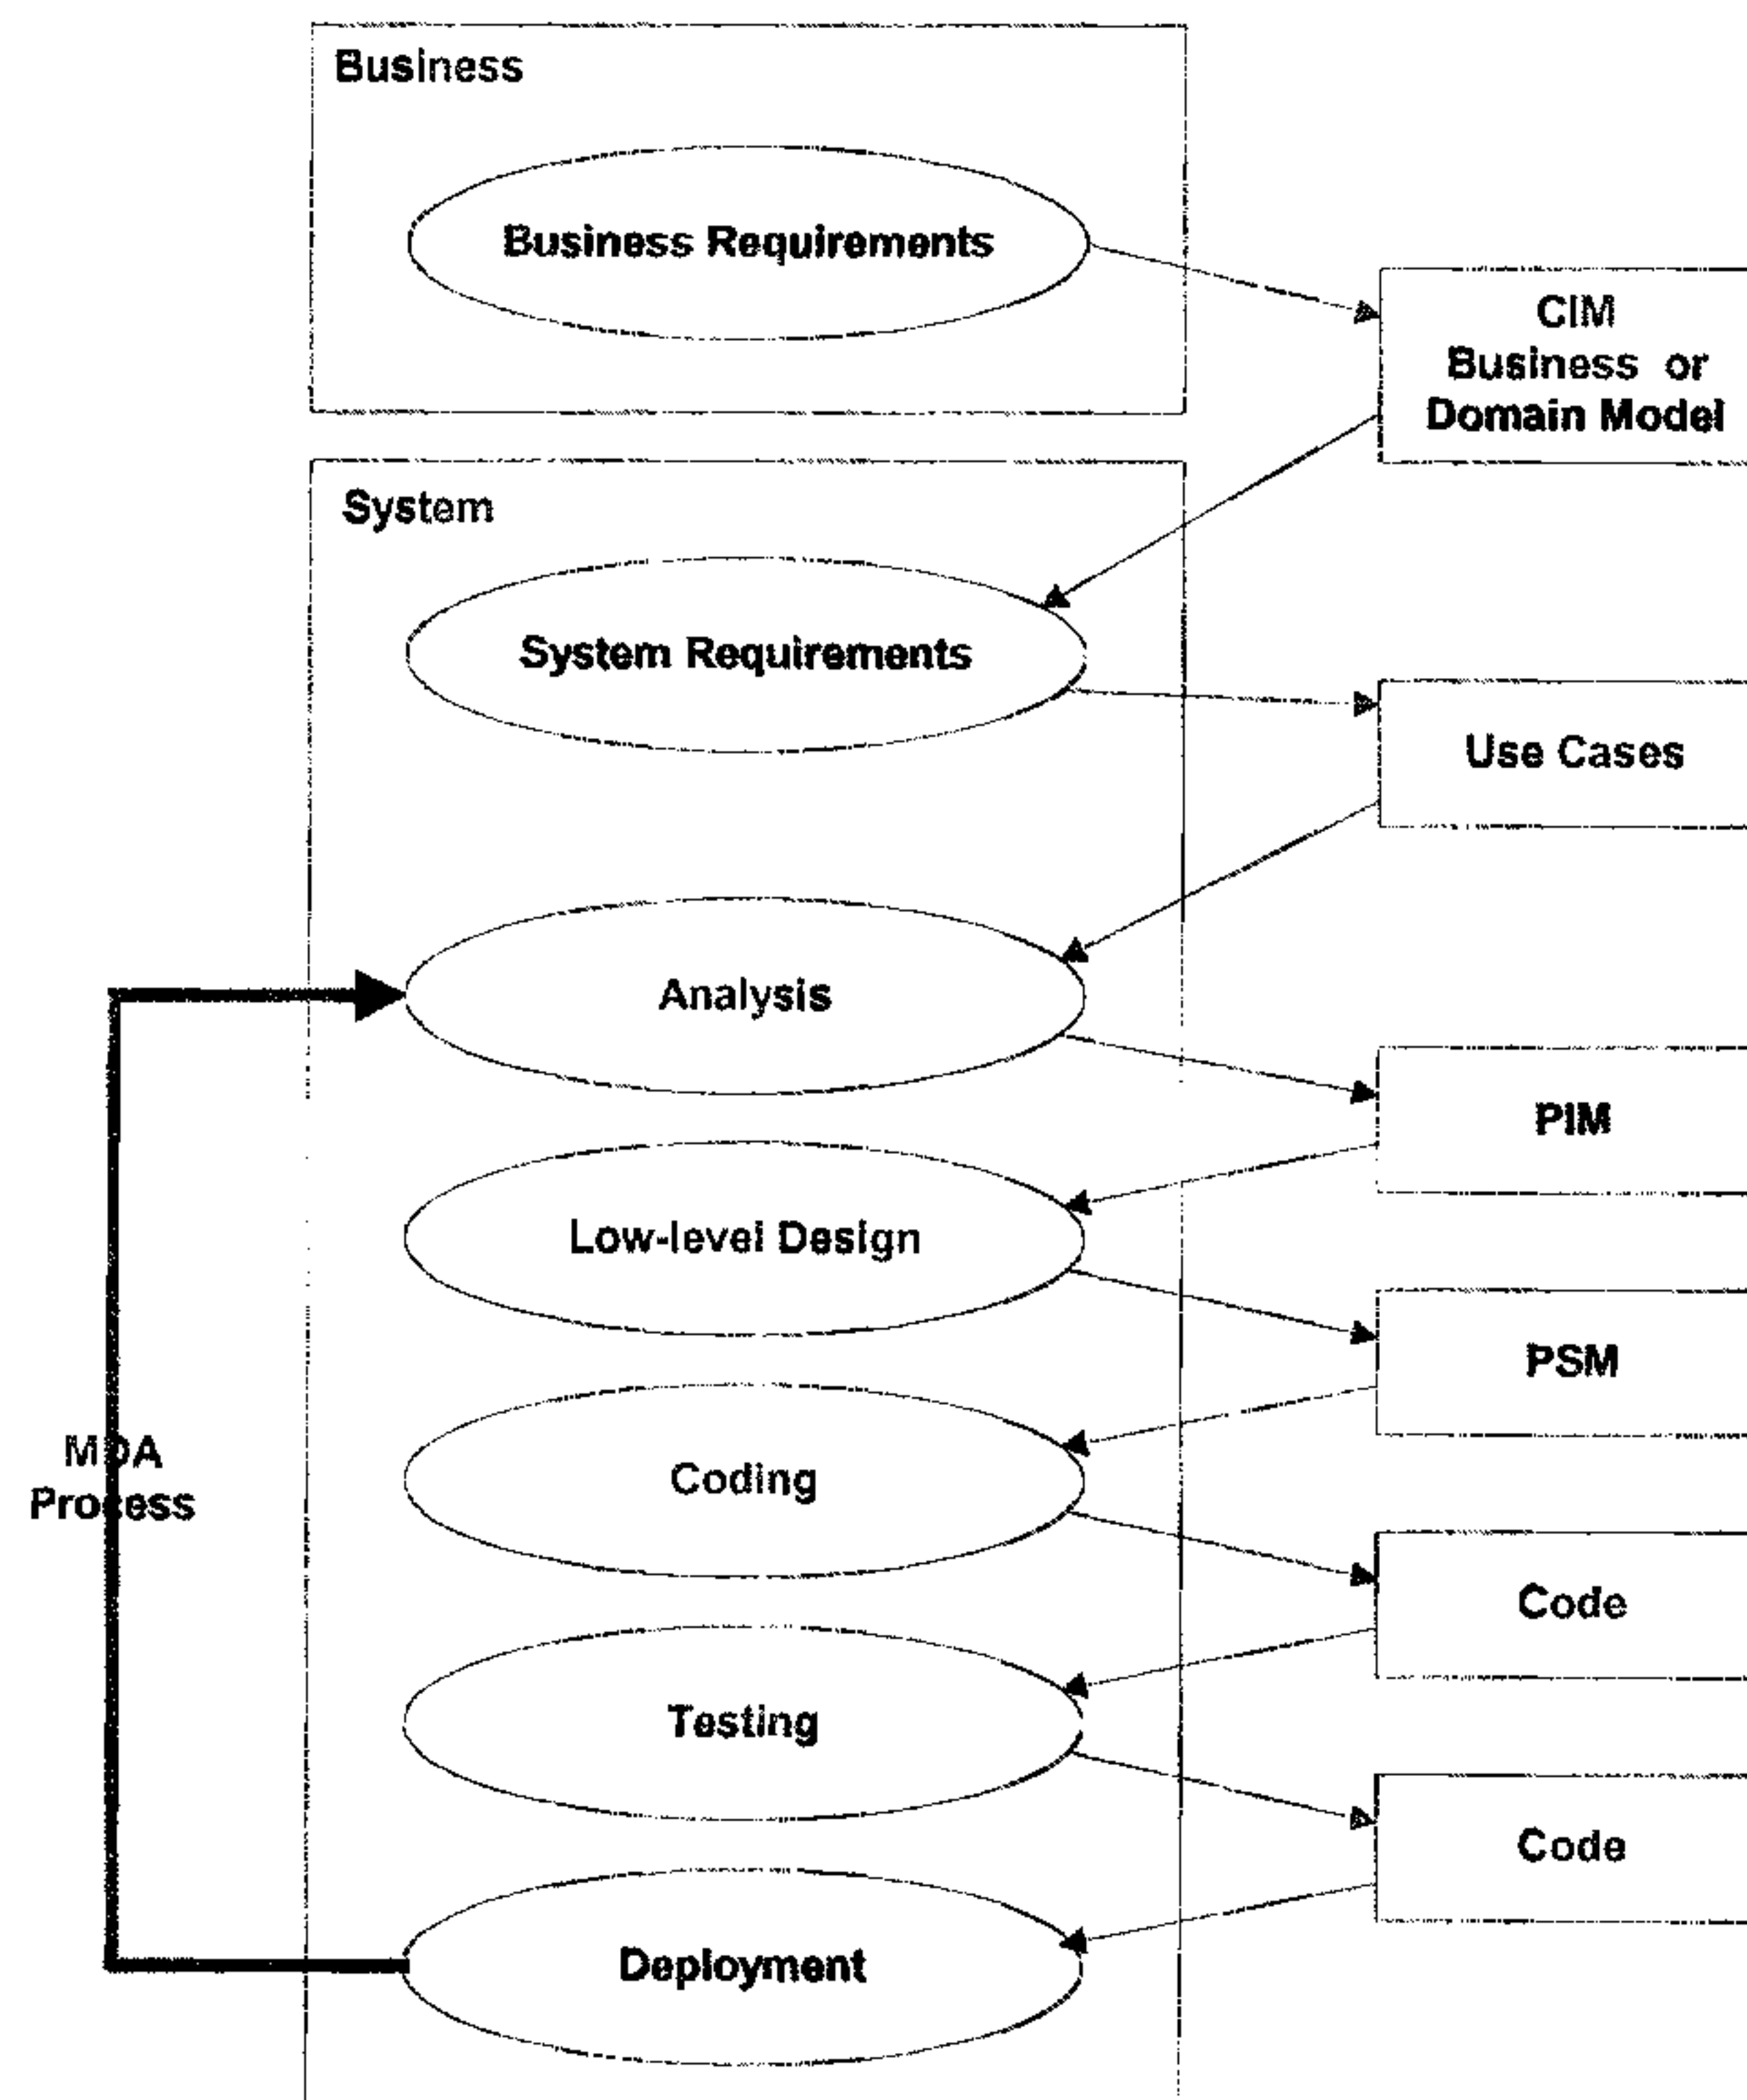 Business
Business Requirements
CIM
Business or
Domain Model
System
System Requirements
Use Cases
Analysis
PIM
Low-level Design
PSM
MDA
Process
Coding
Code
Testing
Code
Deployment